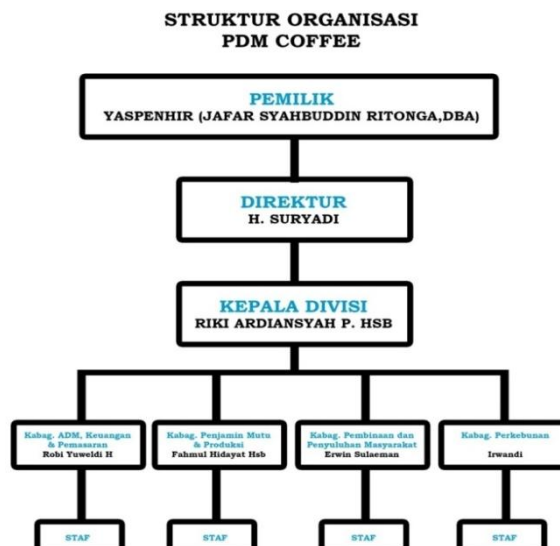 STRUKTUR ORGANISASI
PDM COFFEE
PEMILIK
YASPENHIR (JAFAR SYAHBUDDIN RITONGA,DBA)
DIREKTUR
H. SURYADI
KEPALA DIVISI
RIKI ARDIANSYAH P. HSB
Kabag. ADM, Keuangan
& Pemasaran
Robi Yuweldi H
Kabag. Penjamin Mutu
& Produksi
Fahmul Hidayat Hsb
Kabag. Pembinaan dan
Penyuluhan Masyarakat
Erwin Sulaeman
Kabag. Perkebunan
Irwandi
STAF
STAF
STAF
STAF